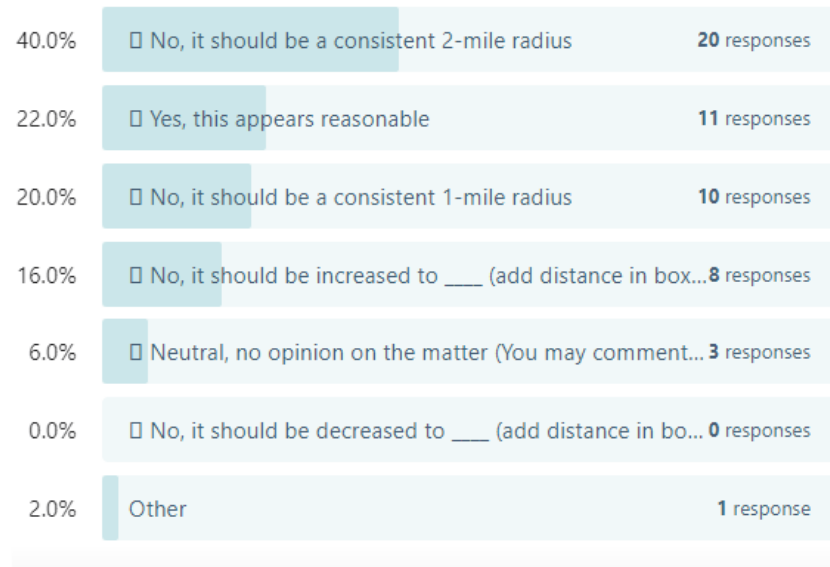 40.0% ▯ No, it should be a consistent 2-mile radius 20 responses
22.0% ▯ Yes, this appears reasonable 11 responses
20.0% ▯ No, it should be a consistent 1-mile radius 10 responses
16.0% ▯ No, it should be increased to ____ (add distance in box... 8 responses
6.0% ▯ Neutral, no opinion on the matter (You may comment... 3 responses
0.0% ▯ No, it should be decreased to ____ (add distance in bo... 0 responses
2.0% Other 1 response